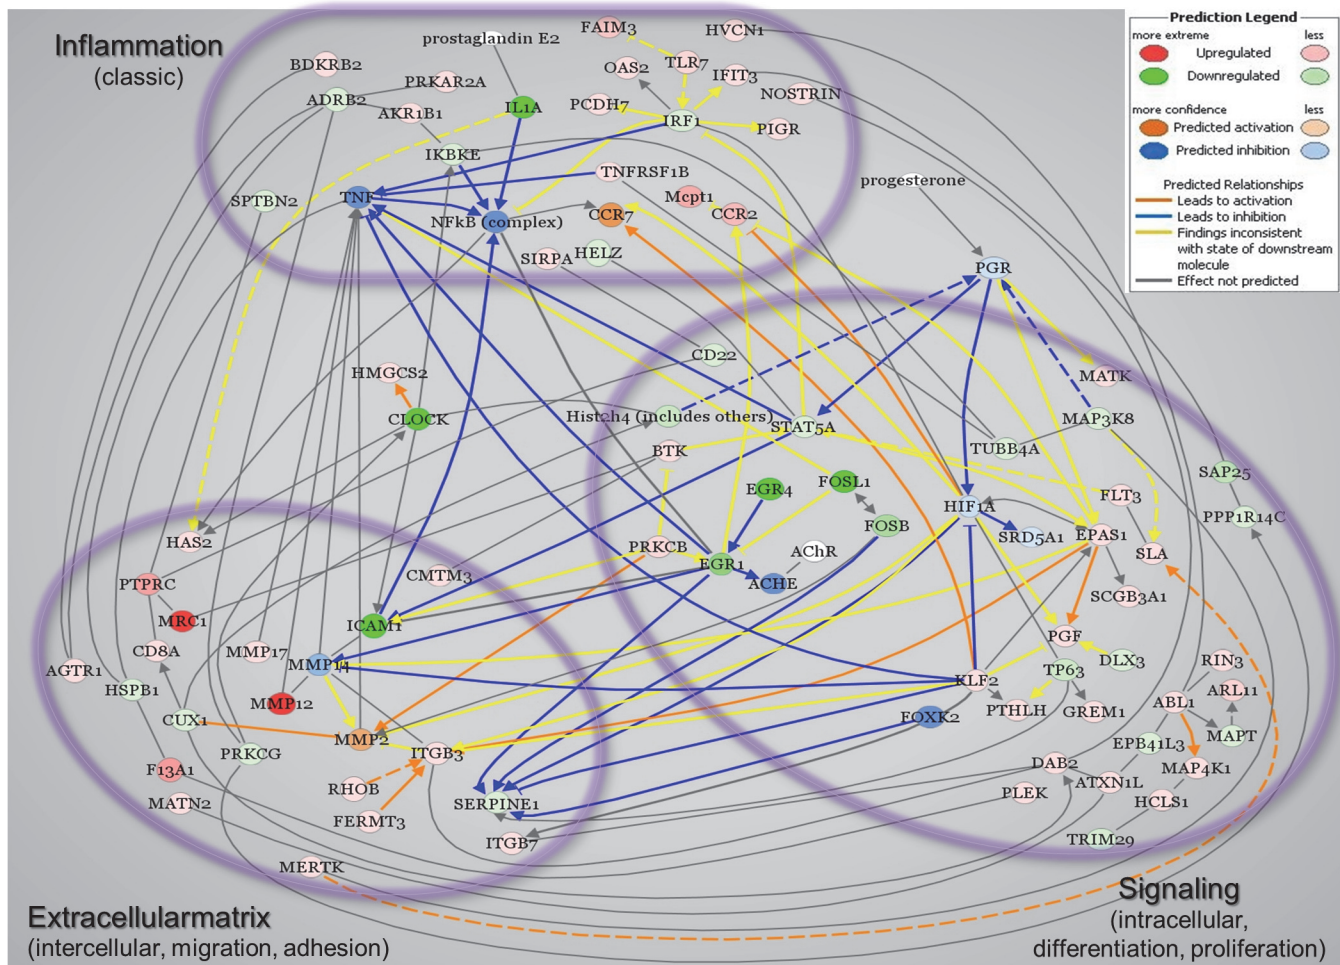 Inflammation
(classic)
prostaglandin E2
FAIM3
HVCN1
BDKRB2
PRKAR2A
OAS2
TLR7
IFIT3
ADRB2
AKR1B1
IL1A
PCDH7
NOSTRIN
IRF1
PIGR
IKBKE
TNFRSF1B
progesterone
SPTBN2
TNF
Mcpt1
NFkB (complex)
CCR7
CCR2
SIRPA
HELZ
PGR
Prediction Legend
more extreme
less
Upregulated
Downregulated
more confidence
less
Predicted activation
Predicted inhibition
Predicted Relationships
Leads to activation
Leads to inhibition
Findings inconsistent
with state of downstream
molecule
Effect not predicted
CD22
HMGCS2
MATK
CLOCK
Hist2h4 (includes others)
STAT5A
MAP3K8
BTK
TUBB4A
SAP25
EGR4
FOSL1
FLT3
HIF1A
PPP1R14C
FOSB
SRD5A1
EPAS1
HAS2
PRKCB
AChR
SLA
PTPRC
CMTM3
EGR1
ACHE
SCGB3A1
MRC1
ICAM1
PGF
CD8A
MMP17
MMP14
DLX3
RIN3
AGTR1
TP63
HSPB1
KLF2
ARL11
MMP12
ABL1
CUX1
FOXK2
PTHLH
GREM1
MAPT
MMP2
EPB41L3
PRKCG
ITGB3
F13A1
DAB2
MAP4K1
RHOB
ATXN1L
MATN2
SERPINE1
PLEK
HCLS1
FERMT3
ITGB7
TRIM29
MERTK
Extracellularmatrix
(intercellular, migration, adhesion)
Signaling
(intracellular,
differentiation, proliferation)